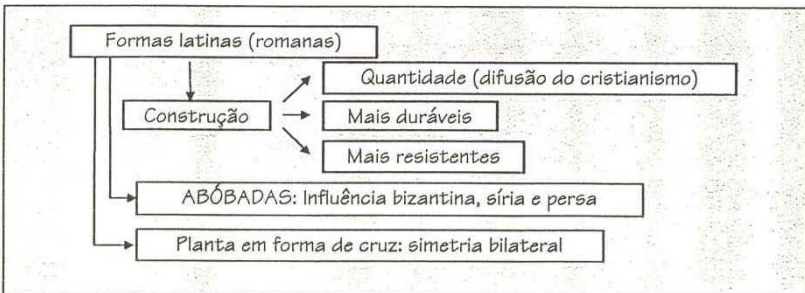 Formas latinas (romanas)
Quantidade (difusão do cristianismo)
Construção
Mais duráveis
Mais resistentes
ABÓBADAS: Influência bizantina, síria e persa
Planta em forma de cruz: simetria bilateral